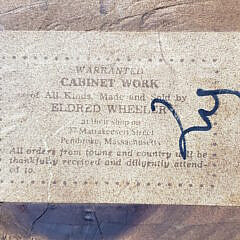 WARRANTED
CABINET WORK
of All Kinds, Made and Sold by
ELDRED WHEELER
at their shop on
37 Mattakeesett Street
Pembroke, Massachusetts
All orders from towne and country will be
thankfully received and diligently attend-
ed to.